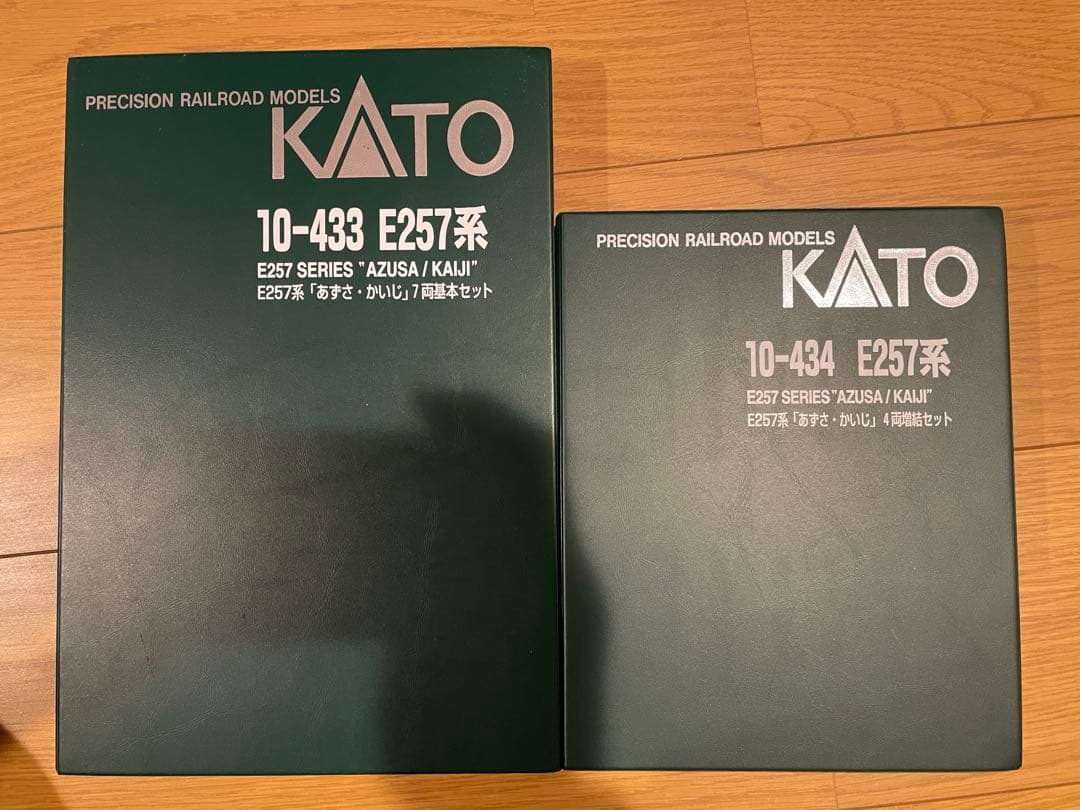 PRECISION RAILROAD MODELS
KATO
10-433 E257系
E257 SERIES "AZUSA / KAIJI"
E257系「あずさ・かいじ」7両基本セット
PRECISION RAILROAD MODELS
KATO
10-434 E257系
E257 SERIES "AZUSA / KAIJI"
E257系「あずさ・かいじ」4両増結セット